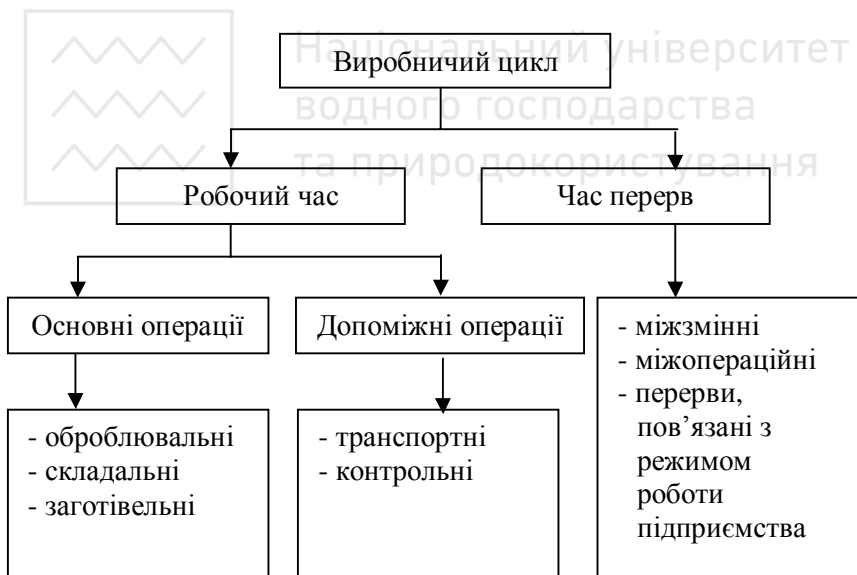 Національний університет
водного господарства
та природокористування
Виробничий цикл
Робочий час
Час перерв
Основні операції
Допоміжні операції
- оброблювальні
- складальні
- заготівельні
- транспортні
- контрольні
- міжзмінні
- міжопераційні
- перерви,
пов’язані з
режимом
роботи
підприємства